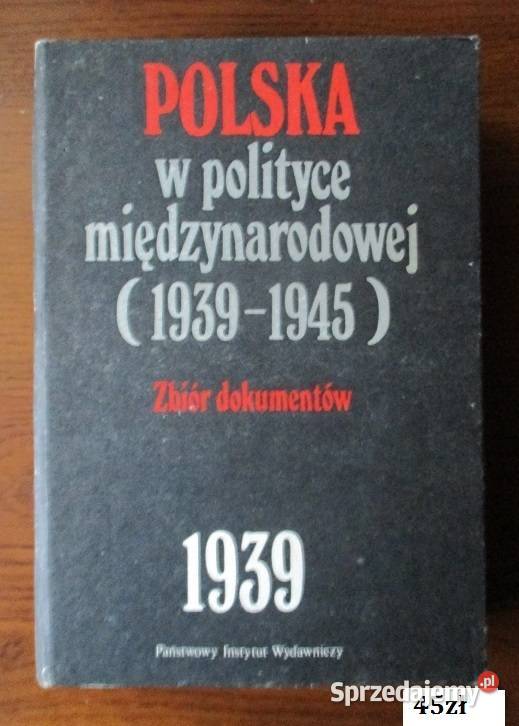 POLSKA
w polityce
międzynarodowej
(1939-1945)
Zbiór dokumentów
1939
Państwowy Instytut Wydawniczy
Sprzedajemy.pl
45zł